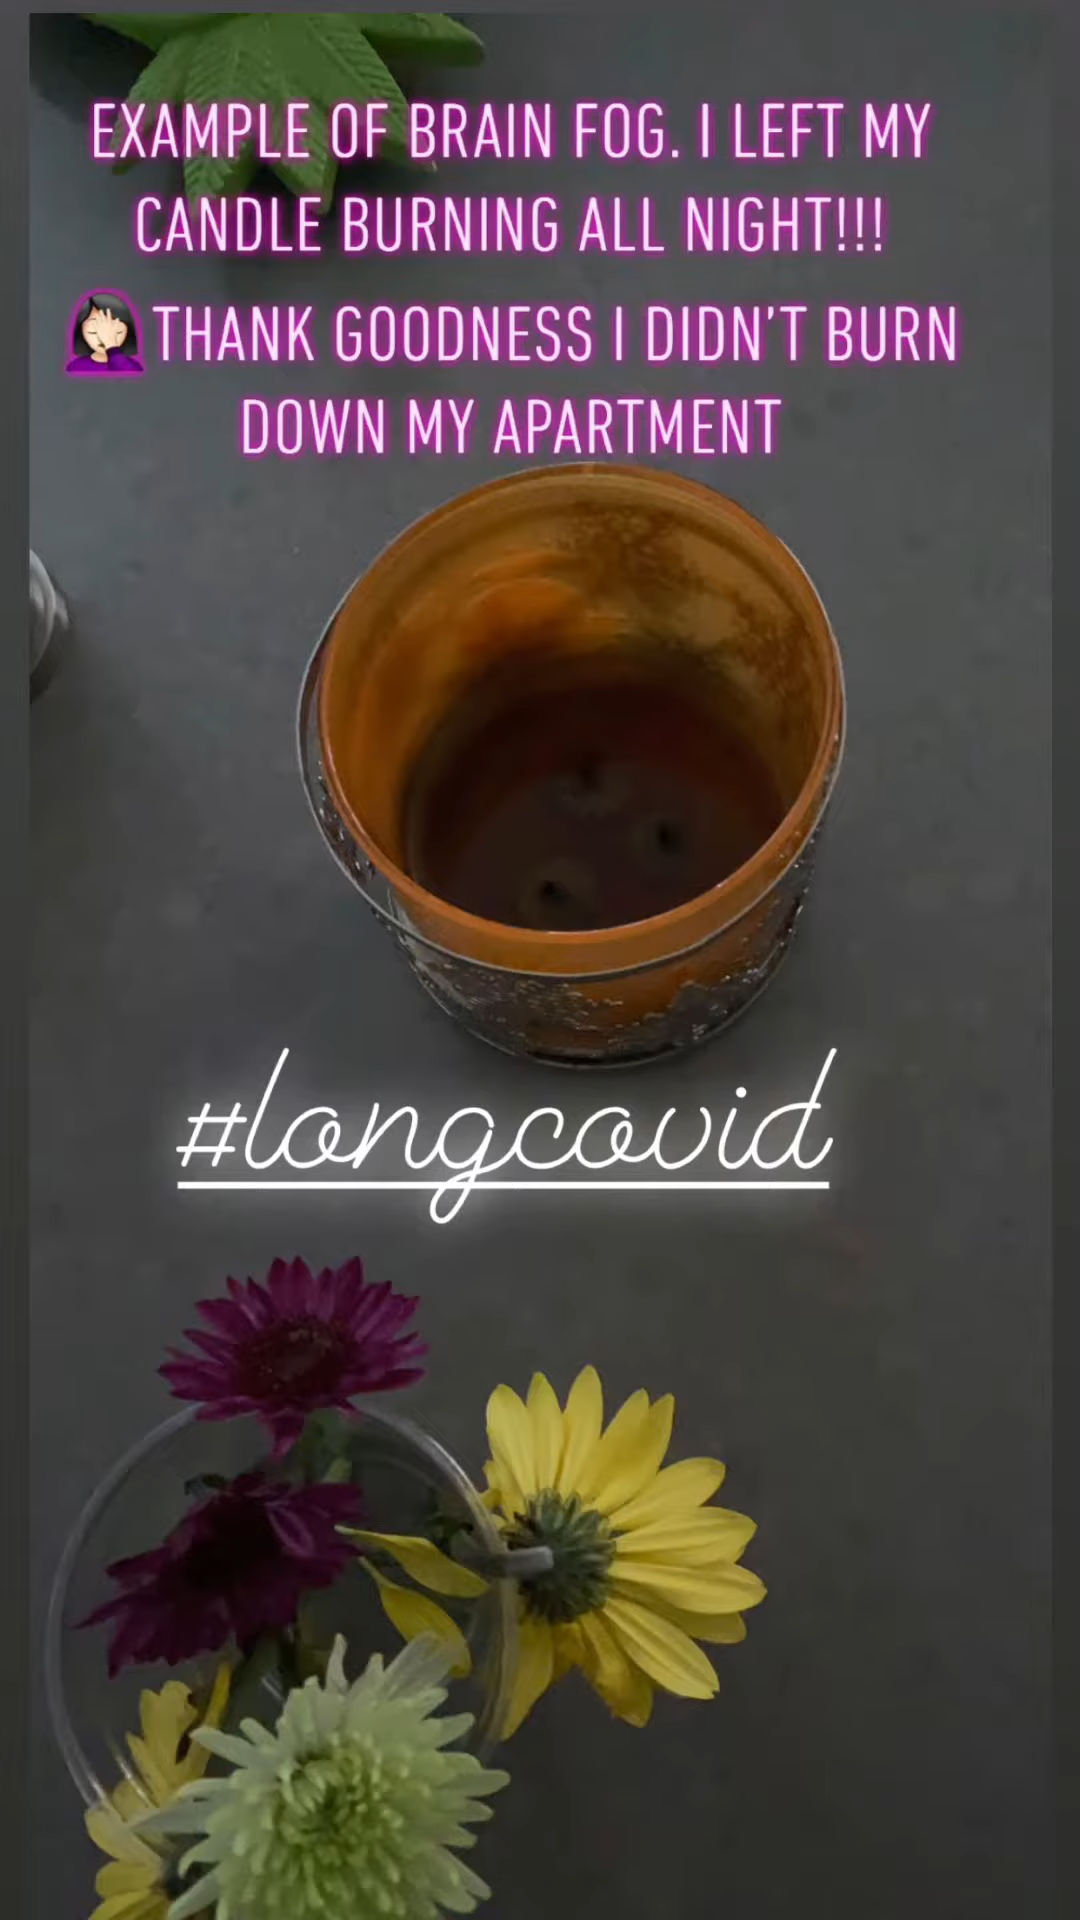 EXAMPLE OF BRAIN FOG. I LEFT MY
CANDLE BURNING ALL NIGHT!!!
🤦🏻‍♀️THANK GOODNESS I DIDN'T BURN
DOWN MY APARTMENT
#longcovid